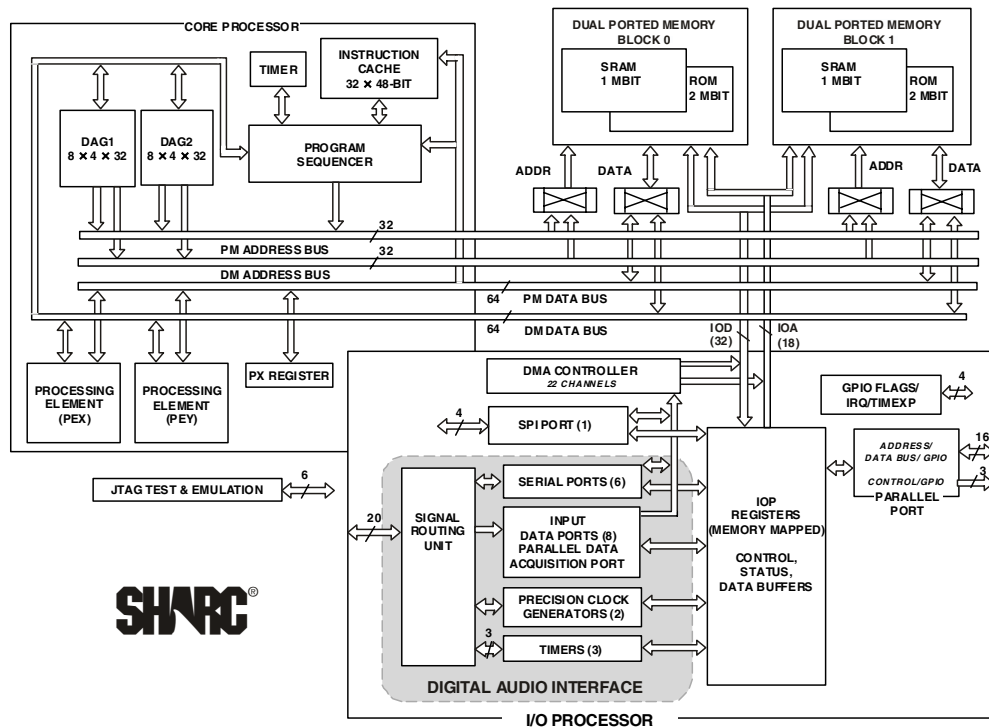 CORE PROCESSOR
TIMER
INSTRUCTION
CACHE
32 × 48-BIT
DAG1
8 × 4 × 32
DAG2
8 × 4 × 32
PROGRAM
SEQUENCER
DUAL PORTED MEMORY
BLOCK 0
SRAM
1 MBIT
ROM
2 MBIT
DUAL PORTED MEMORY
BLOCK 1
SRAM
1 MBIT
ROM
2 MBIT
ADDR
DATA
ADDR
DATA
32
PM ADDRESS BUS
32
DM ADDRESS BUS
64
PM DATA BUS
64
DM DATA BUS
IOD
(32)
IOA
(18)
PROCESSING
ELEMENT
(PEX)
PROCESSING
ELEMENT
(PEY)
PX REGISTER
DMA CONTROLLER
22 CHANNELS
GPIO FLAGS/
IRQ/TIMEXP
4
4
SPI PORT (1)
ADDRESS/
DATA BUS/ GPIO
CONTROL/GPIO
PARALLEL
PORT
16
3
JTAG TEST & EMULATION
6
20
SIGNAL
ROUTING
UNIT
SERIAL PORTS (6)
INPUT
DATA PORTS (8)
PARALLEL DATA
ACQUISITION PORT
PRECISION CLOCK
GENERATORS (2)
3
TIMERS (3)
IOP
REGISTERS
(MEMORY MAPPED)
CONTROL,
STATUS,
DATA BUFFERS
SHARC®
DIGITAL AUDIO INTERFACE
I/O PROCESSOR